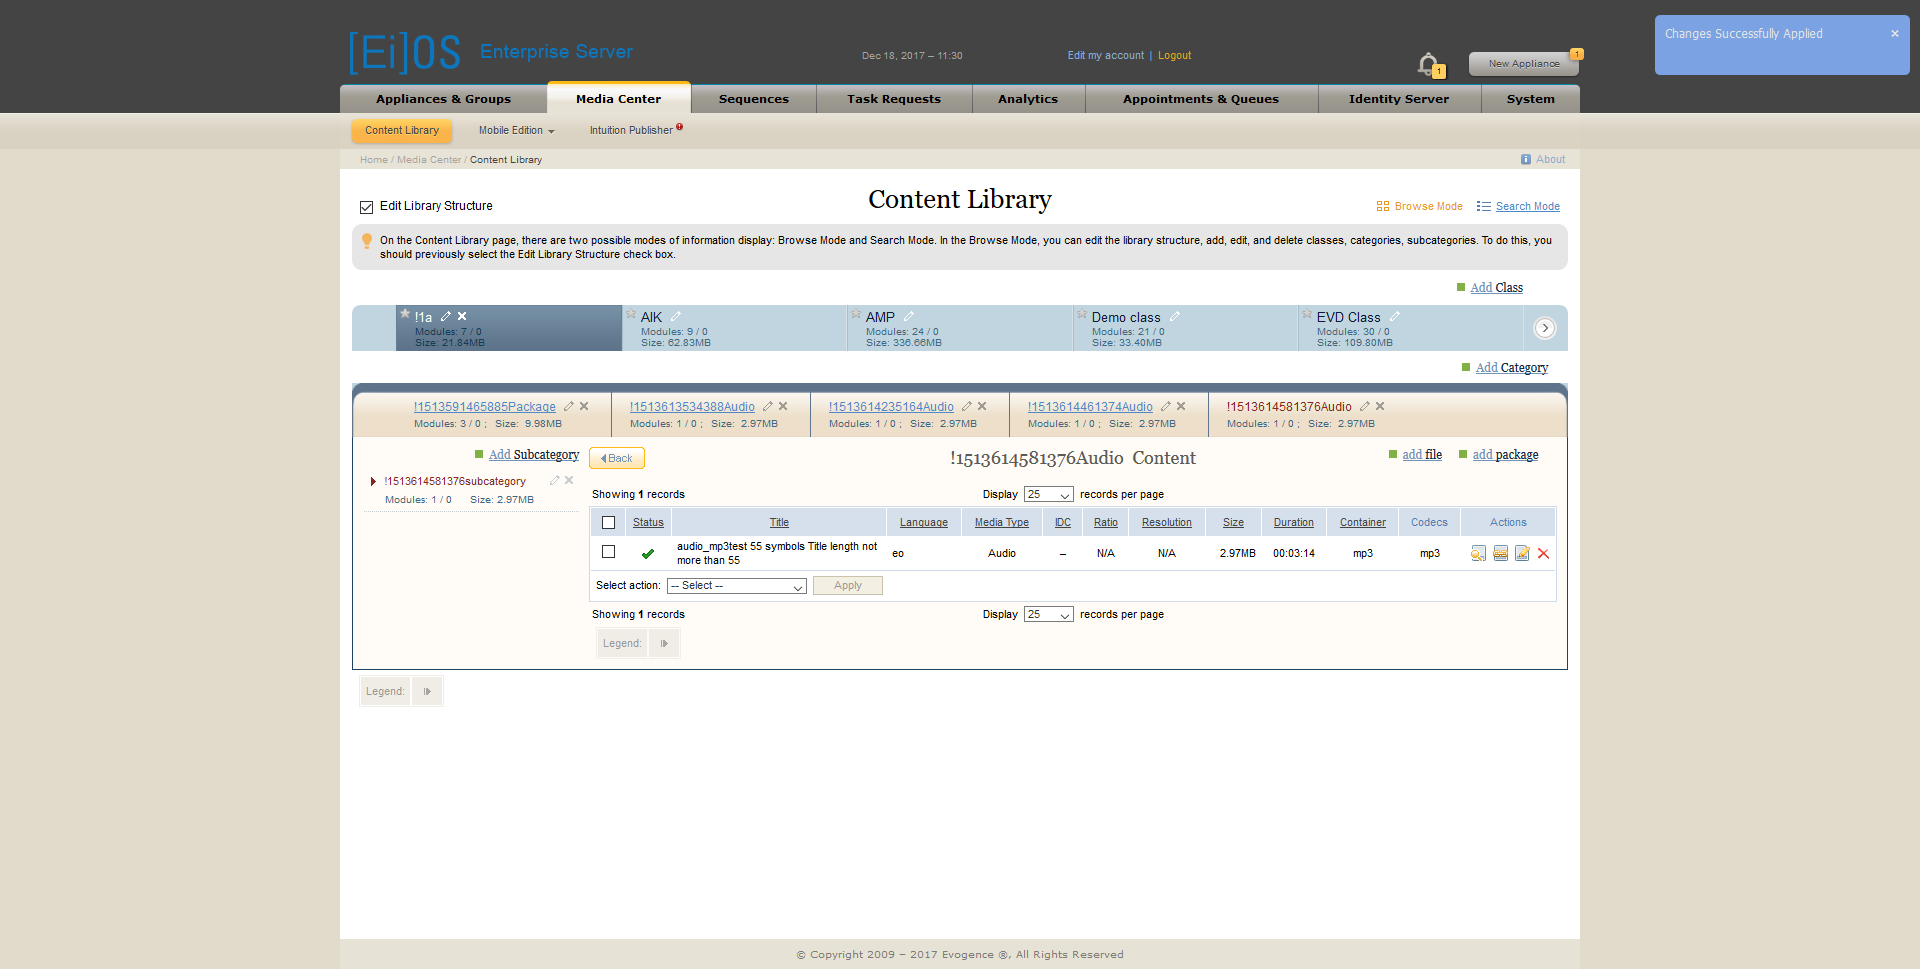 Changes Successfully Applied
[Ei]OS Enterprise Server
Dec 18, 2017 – 11:30
Edit my account | Logout
1
New Appliance
1
Appliances & Groups
Media Center
Sequences
Task Requests
Analytics
Appointments & Queues
Identity Server
System
Content Library
Mobile Edition
Intuition Publisher
Home / Media Center / Content Library
About
Edit Library Structure
Content Library
Browse Mode
Search Mode
On the Content Library page, there are two possible modes of information display: Browse Mode and Search Mode. In the Browse Mode, you can edit the library structure, add, edit, and delete classes, categories, subcategories. To do this, you
should previously select the Edit Library Structure check box.
Add Class
!1a
Modules: 7 / 0
Size: 21.84MB
AIK
Modules: 9 / 0
Size: 62.83MB
AMP
Modules: 24 / 0
Size: 336.66MB
Demo class
Modules: 21 / 0
Size: 33.40MB
EVD Class
Modules: 30 / 0
Size: 109.80MB
Add Category
!1513591465885Package
Modules: 3 / 0 ; Size: 9.98MB
!1513613534388Audio
Modules: 1 / 0 ; Size: 2.97MB
!1513614235164Audio
Modules: 1 / 0 ; Size: 2.97MB
!1513614461374Audio
Modules: 1 / 0 ; Size: 2.97MB
!1513614581376Audio
Modules: 1 / 0 ; Size: 2.97MB
Add Subcategory
!1513614581376subcategory
Modules: 1 / 0 Size: 2.97MB
Back
!1513614581376Audio Content
add file
add package
Showing 1 records
Display 25 records per page
Status Title Language Media Type IDC Ratio Resolution Size Duration Container Codecs Actions
audio_mp3test 55 symbols Title length not
more than 55
eo Audio – N/A N/A 2.97MB 00:03:14 mp3 mp3
Select action: -- Select -- Apply
Showing 1 records
Display 25 records per page
Legend:
Legend:
© Copyright 2009 – 2017 Evogence ®, All Rights Reserved